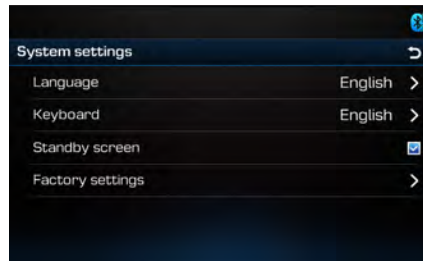 System settings
Language English
Keyboard English
Standby screen
Factory settings